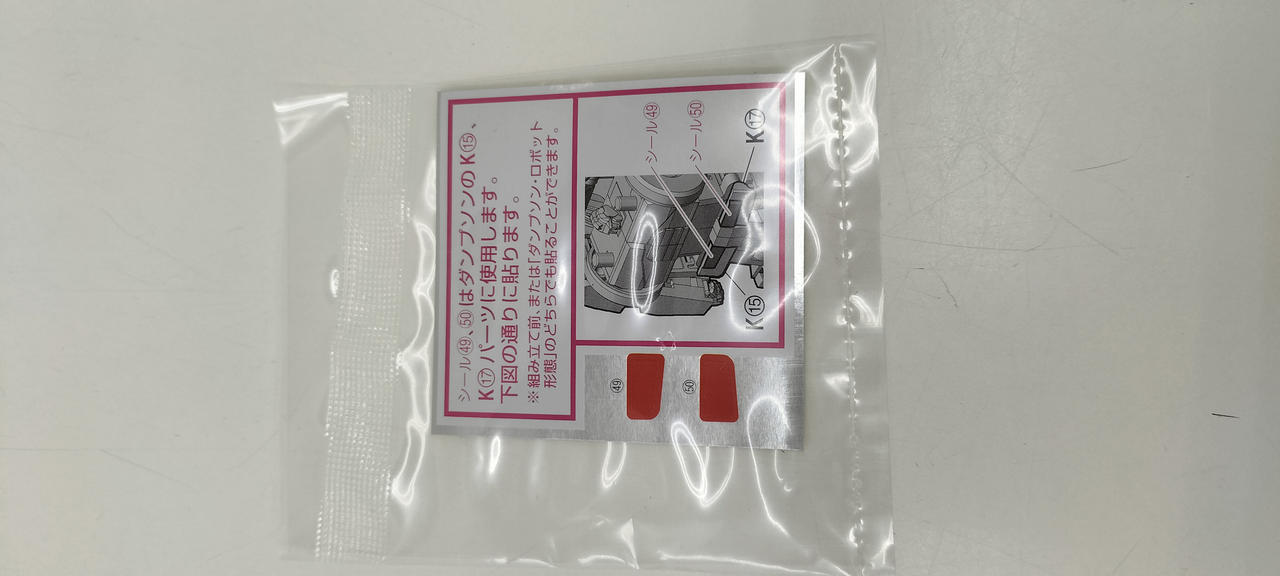 シール㊾、㊿はダンプソンのK⑮、
K⑰パーツに使用します。
下図の通りに貼ります。
※組み立て前、または「ダンプソン・ロボット
形態」のどちらでも貼ることができます。
㊾
㊿
シール㊾
シール㊿
K⑮
K⑰